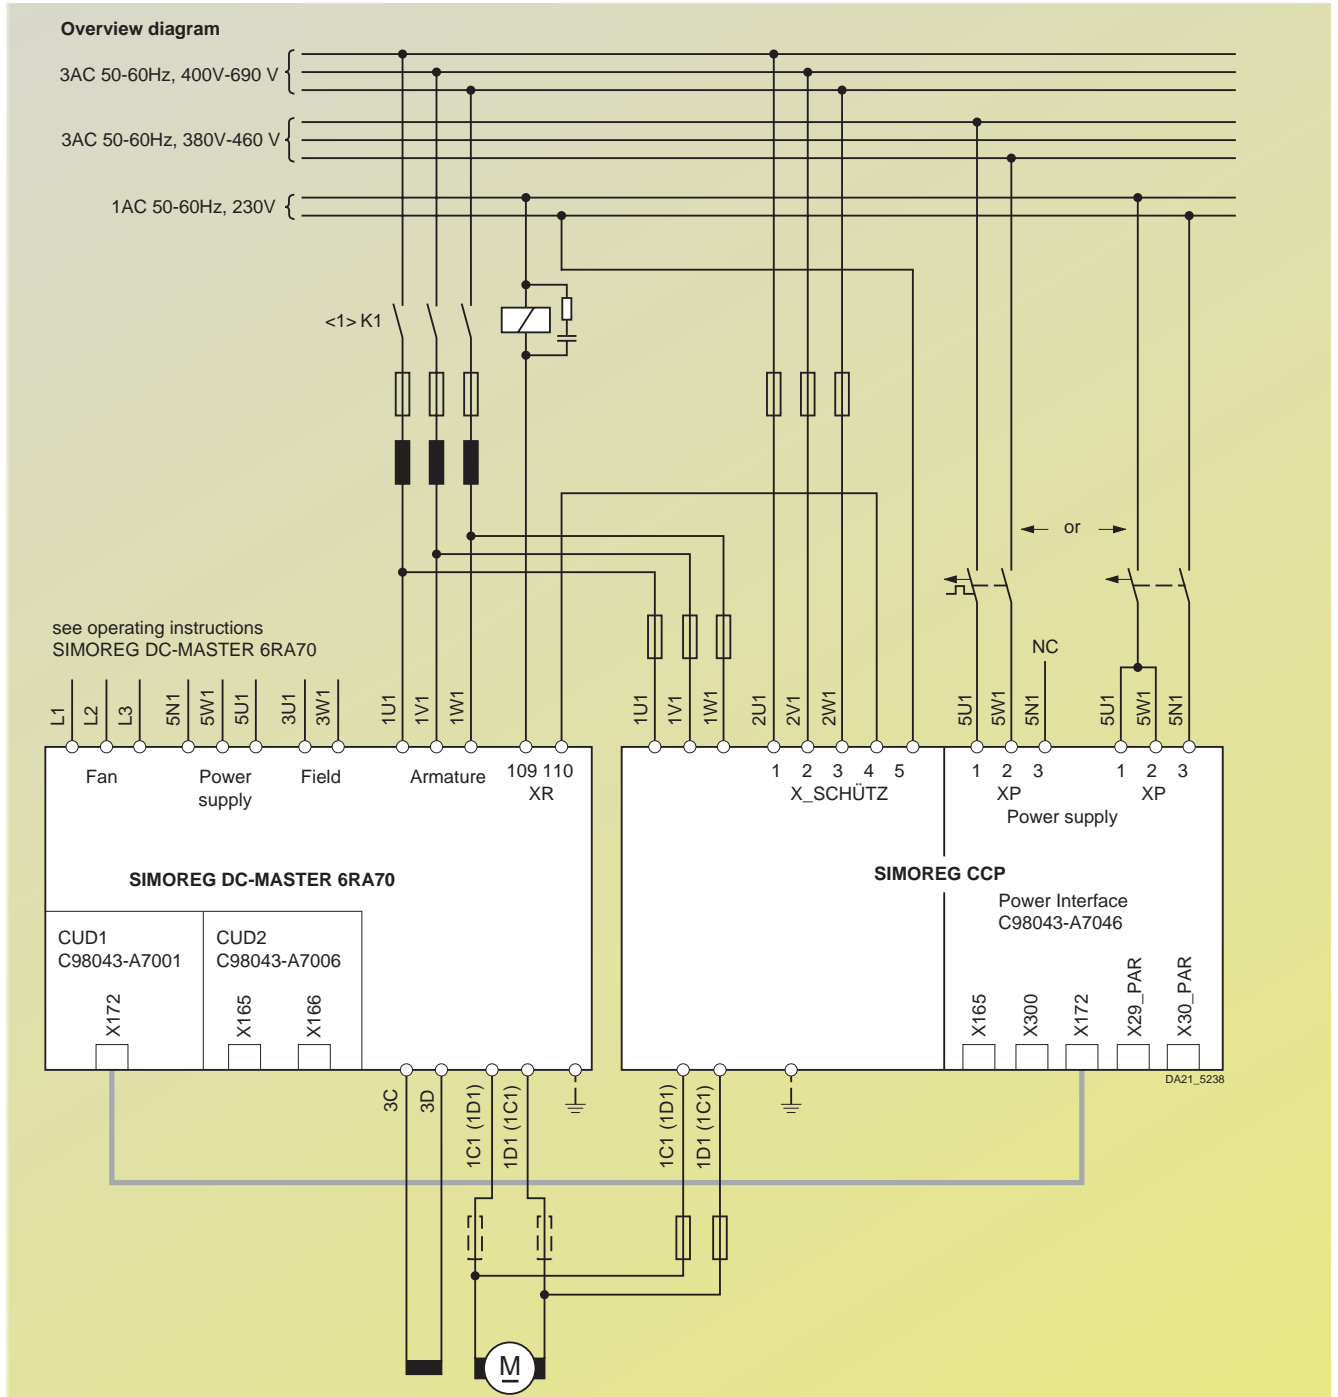 Overview diagram
3AC 50-60Hz, 400V-690 V
3AC 50-60Hz, 380V-460 V
1AC 50-60Hz, 230V
<1> K1
or
see operating instructions
SIMOREG DC-MASTER 6RA70
NC
L1 L2 L3 5N1 5W1 5U1 3U1 3W1 1U1 1V1 1W1 1U1 1V1 1W1 2U1 2V1 2W1 5U1 5W1 5N1 5U1 5W1 5N1
Fan
Power
supply
Field
Armature
109 110
XR
1 2 3 4 5
X_SCHÜTZ
1 2 3
XP
1 2 3
XP
Power supply
SIMOREG DC-MASTER 6RA70
SIMOREG CCP
Power Interface
C98043-A7046
CUD1
C98043-A7001
CUD2
C98043-A7006
X172
X165
X166
X165
X300
X172
X29_PAR
X30_PAR
DA21_5238
3C
3D
1C1 (1D1)
1D1 (1C1)
1C1 (1D1)
1D1 (1C1)
M